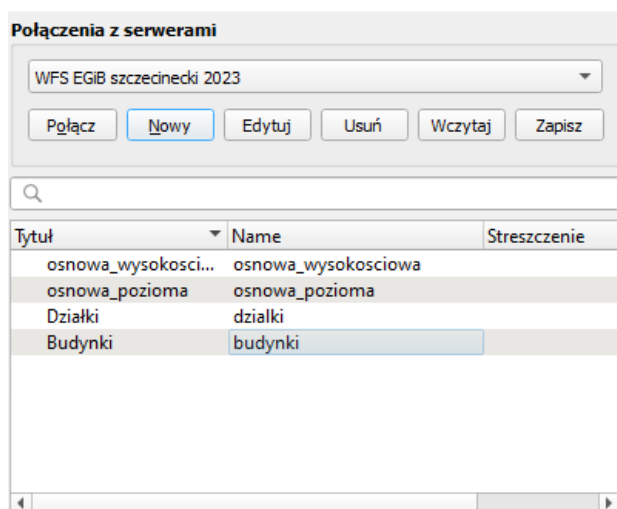 Połączenia z serwerami
WFS EGiB szczecinecki 2023
Połącz Nowy Edytuj Usuń Wczytaj Zapisz
Tytuł Name Streszczenie
osnowa_wysokosci... osnowa_wysokosciowa
osnowa_pozioma osnowa_pozioma
Działki dzialki
Budynki budynki